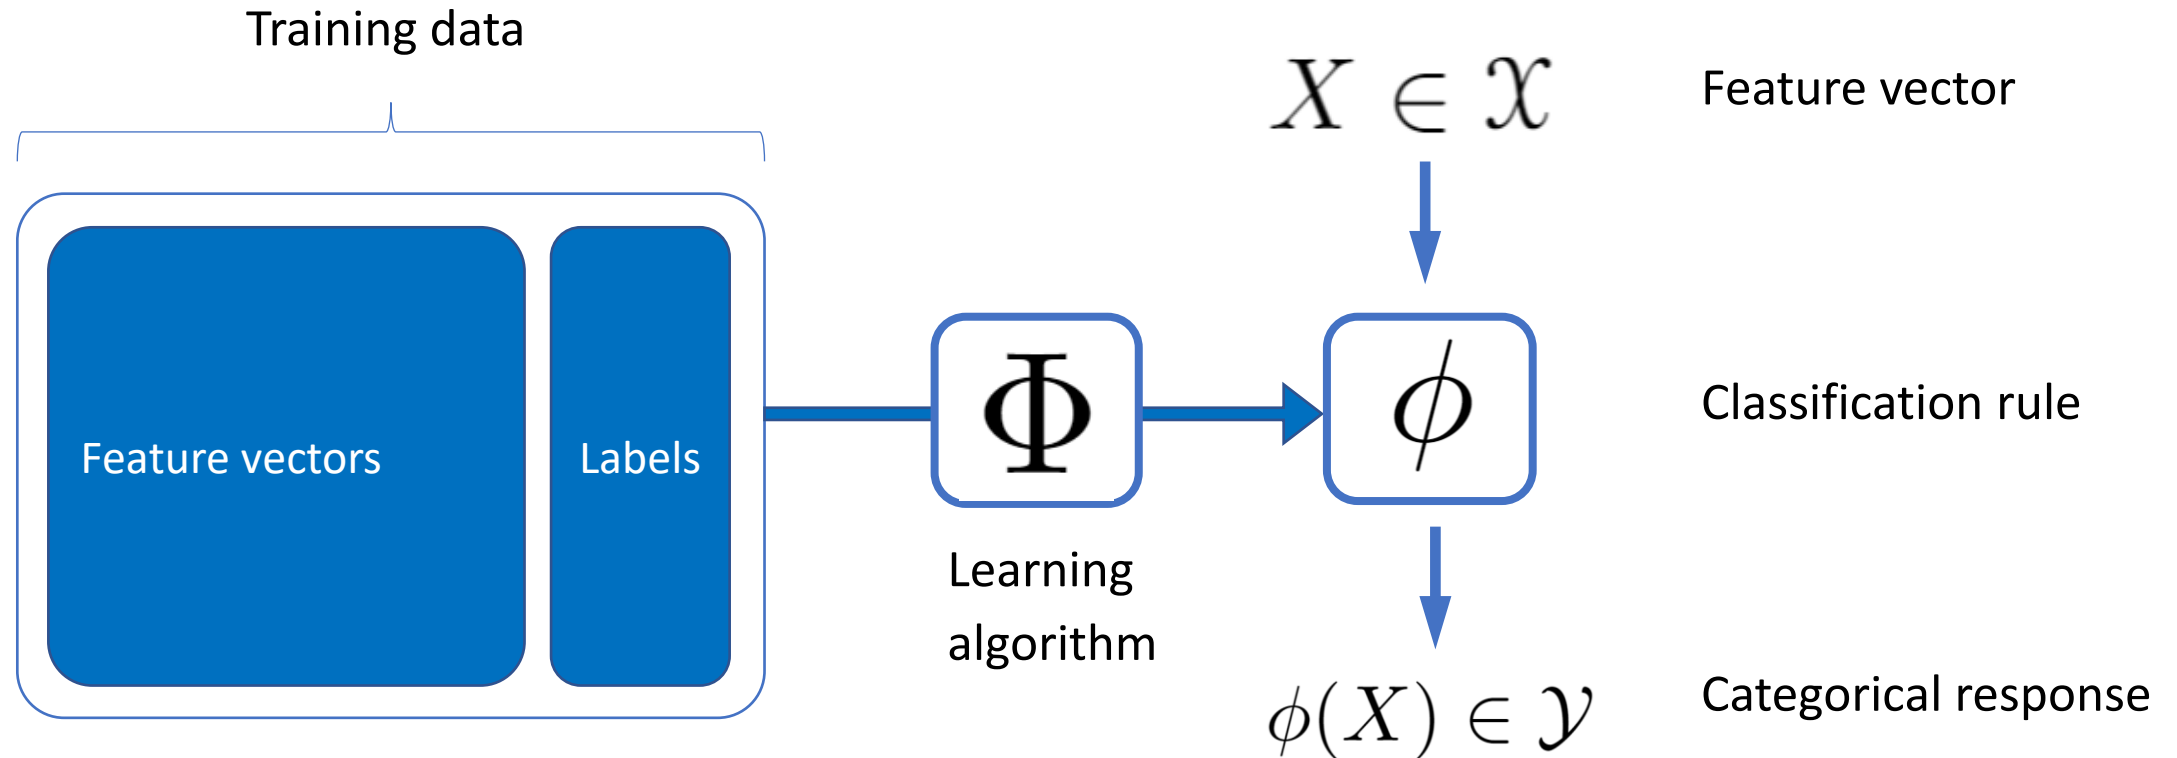 Training data
Feature vectors
Labels
Φ
Learning
algorithm
X ∈ 𝒳
Feature vector
ϕ
Classification rule
ϕ(X) ∈ 𝒴
Categorical response